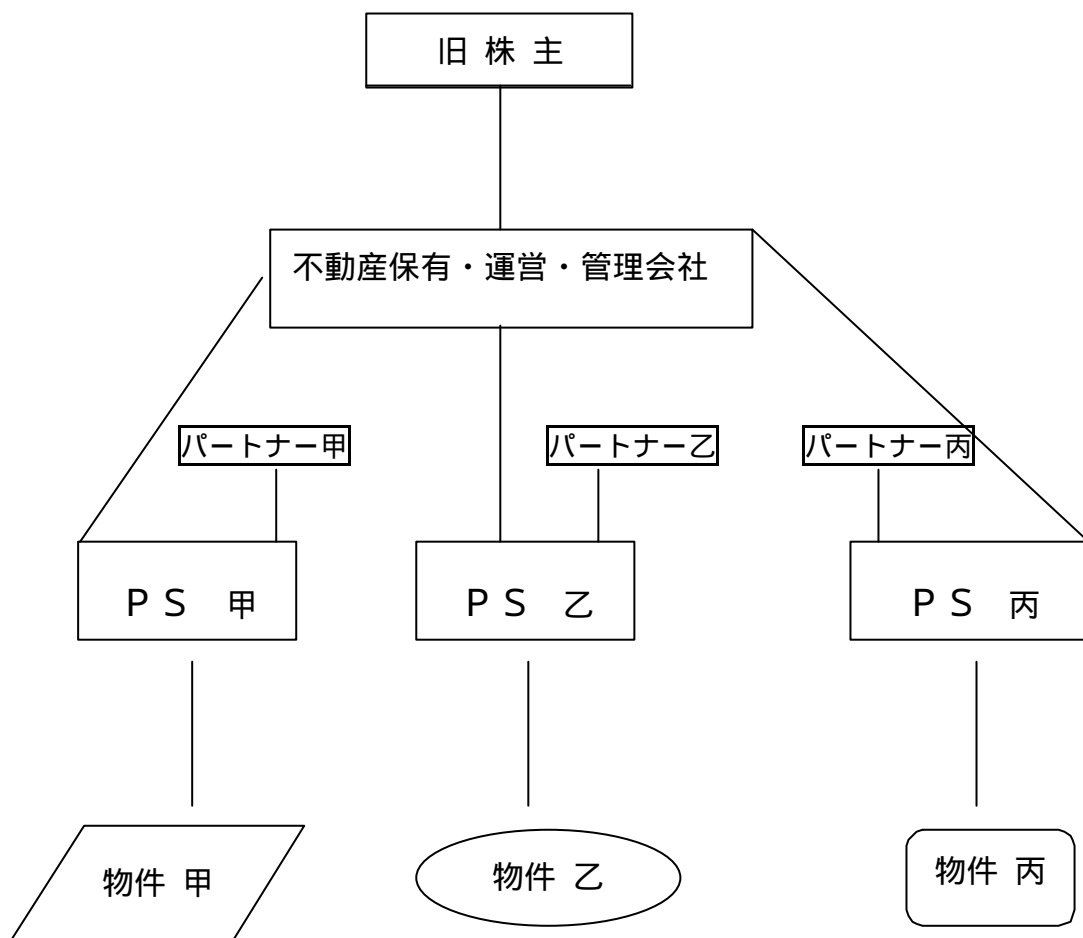 旧 株 主
不動産保有・運営・管理会社
パートナー甲
パートナー乙
パートナー丙
ＰＳ 甲
ＰＳ 乙
ＰＳ 丙
物件 甲
物件 乙
物件 丙